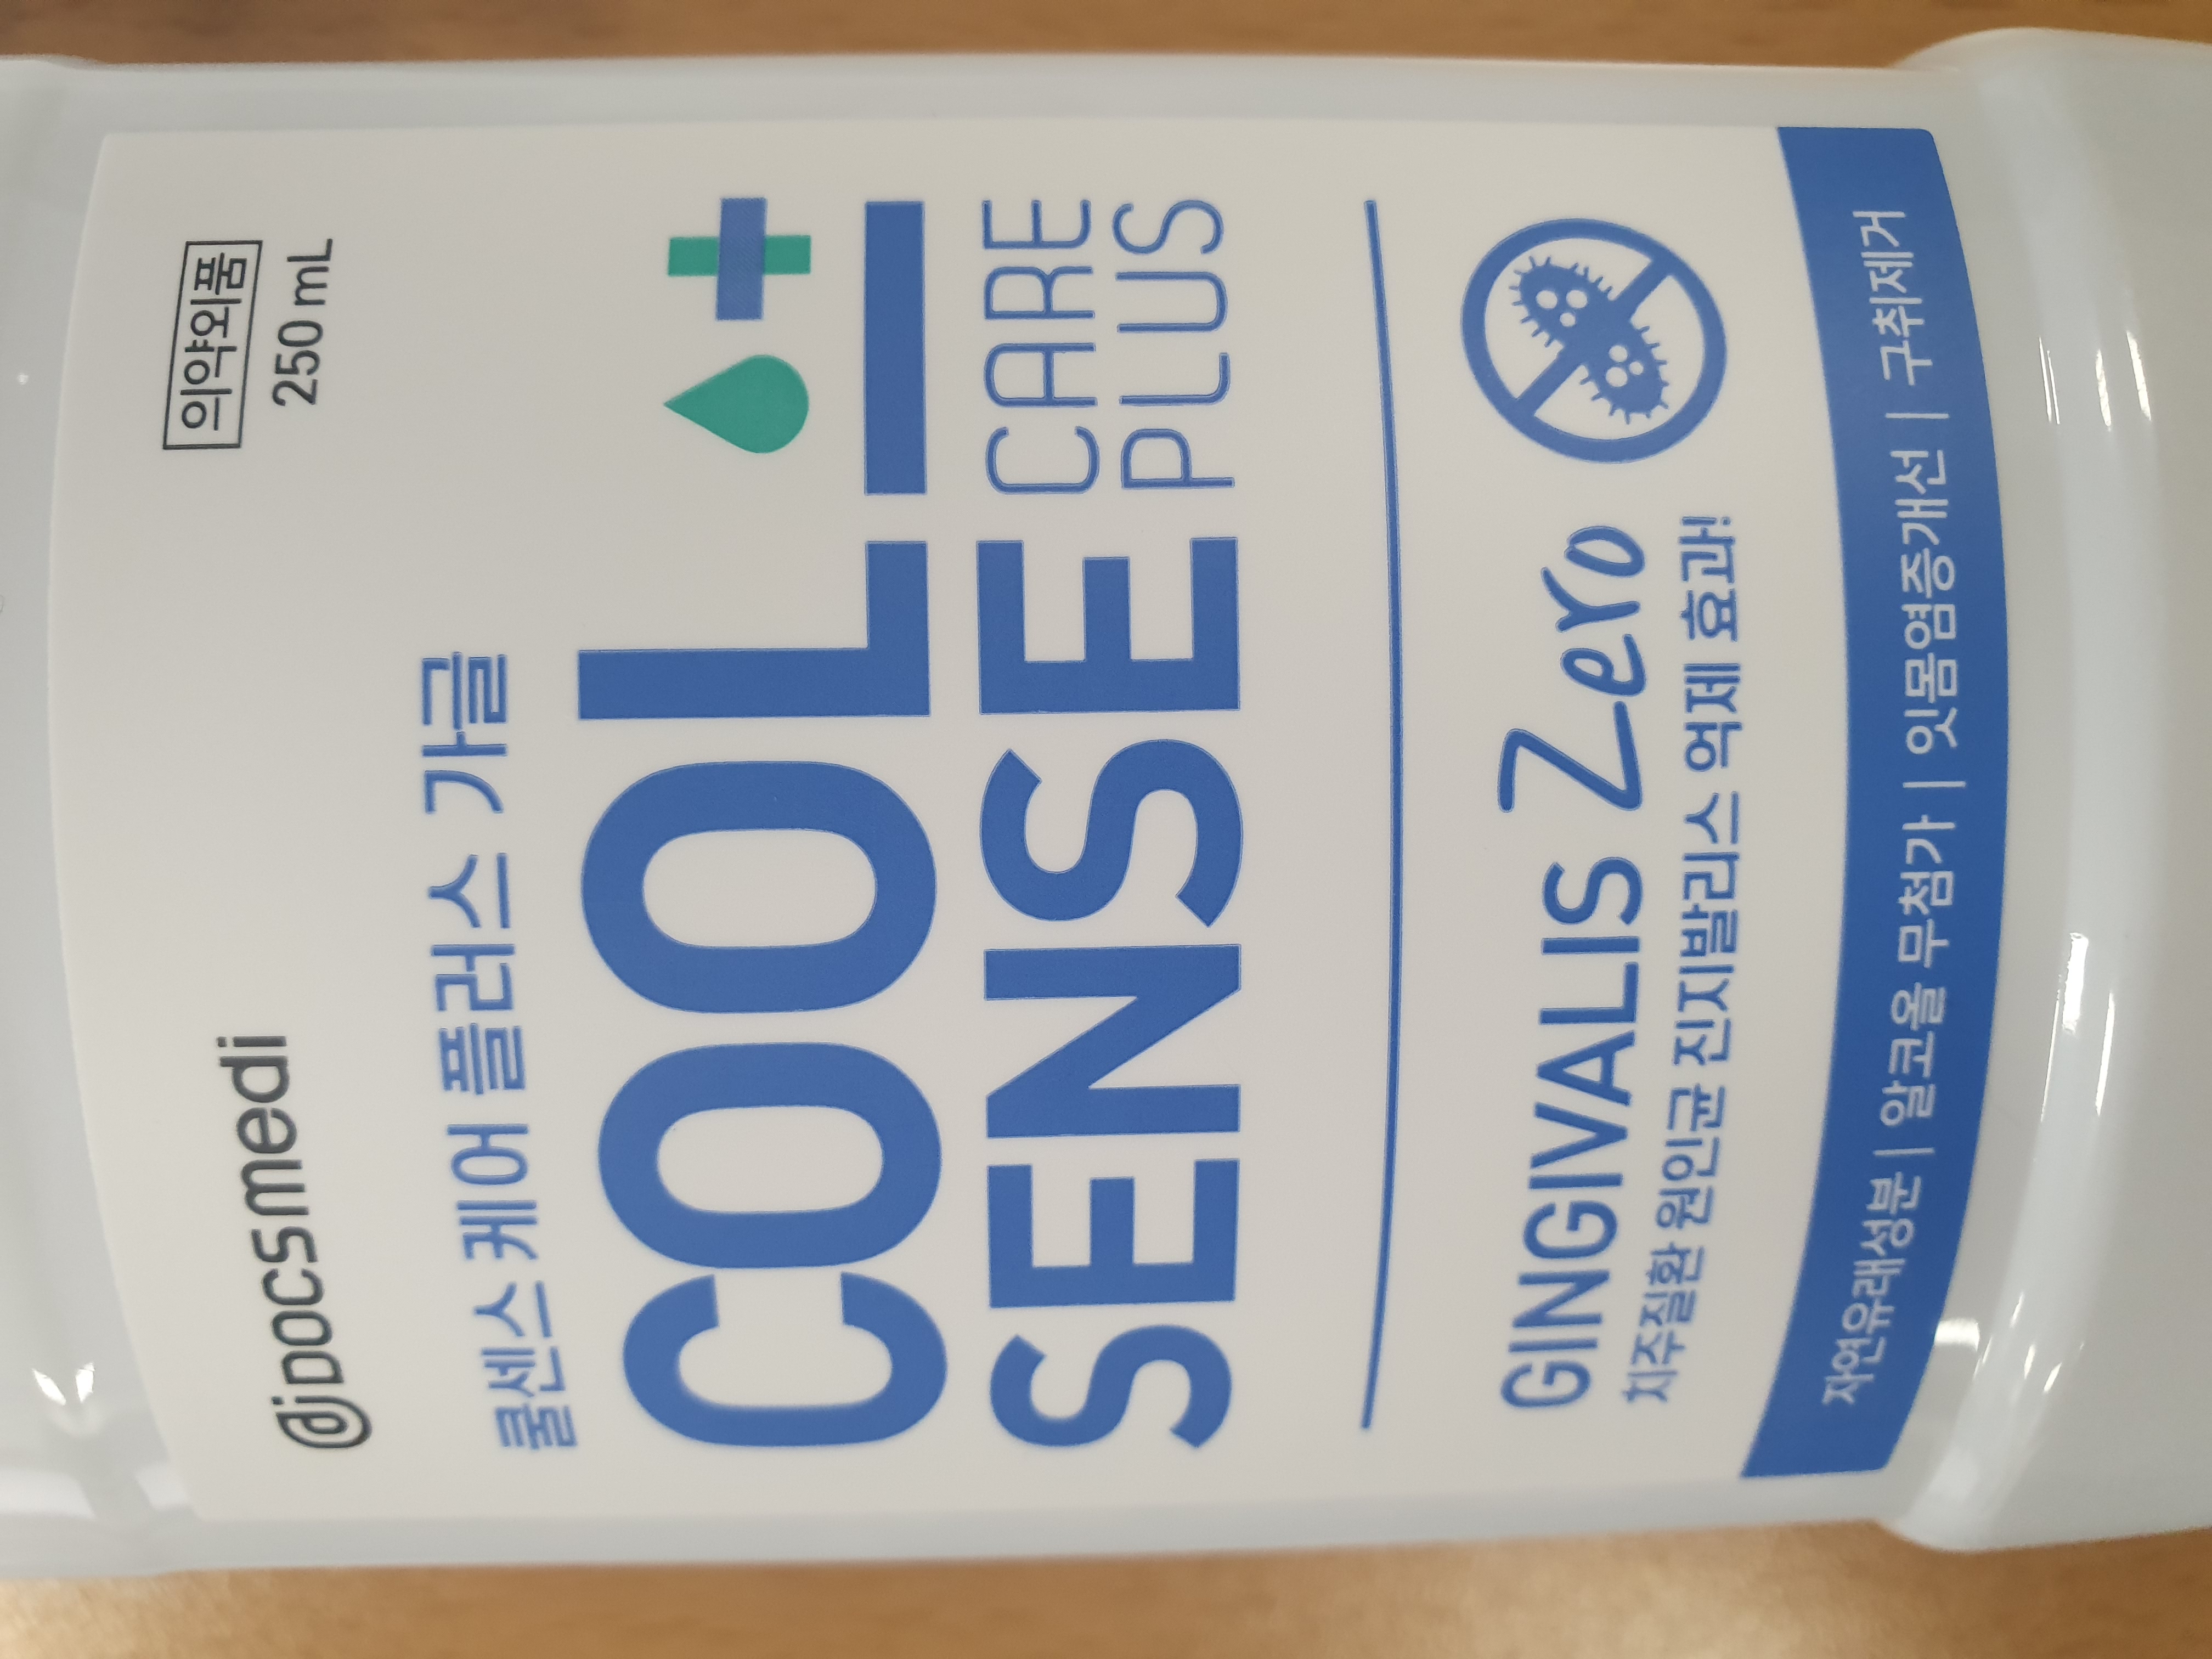 @jDOCSmedi
의약외품
250 mL
쿨센스 케어 플러스 가글
COOL
SENSE
CARE
PLUS
GINGIVALIS Zero
치주질환 원인균 진지발리스 억제 효과!
자연유래성분 | 알코올 무첨가 | 잇몸염증개선 | 구취제거